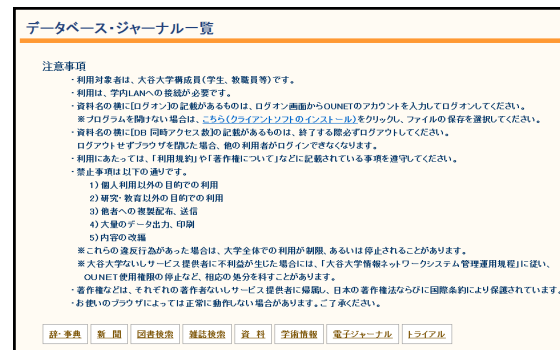 データベース・ジャーナル一覧
注意事項
・利用対象者は、大谷大学構成員(学生、教職員等)です。
・利用は、学内LANへの接続が必要です。
・資料名の横に[ログオン]の記載があるものは、ログオン画面からOUNETのアカウントを入力してログオンしてください。
※プログラムを開けない場合は、こちら(クライアントソフトのインストール)をクリックし、ファイルの保存を選択してください。
・資料名の横に[DB 同時アクセス数]の記載があるものは、終了する際必ずログアウトしてください。
ログアウトせずブラウザを閉じた場合、他の利用者がログインできなくなります。
・利用にあたっては、「利用規約」や「著作権について」などに記載されている事項を遵守してください。
・禁止事項は以下の通りです。
1)個人利用以外の目的での利用
2)研究・教育以外の目的での利用
3)他者への複製配布、送信
4)大量のデータ出力、印刷
5)内容の改編
※これらの違反行為があった場合は、大学全体での利用が制限、あるいは停止されることがあります。
※大谷大学ないしサービス提供者に不利益が生じた場合には、「大谷大学情報ネットワークシステム管理運用規程」に従い、
OUNET使用権限の停止など、相応の処分を科すことがあります。
・著作権などは、それぞれの著作者ないしサービス提供者に帰属し、日本の著作権法ならびに国際条約により保護されています。
・お使いのブラウザによっては正常に動作しない場合があります。ご了承ください。
辞・事典 新 聞 図書検索 雑誌検索 資 料 学術情報 電子ジャーナル トライアル